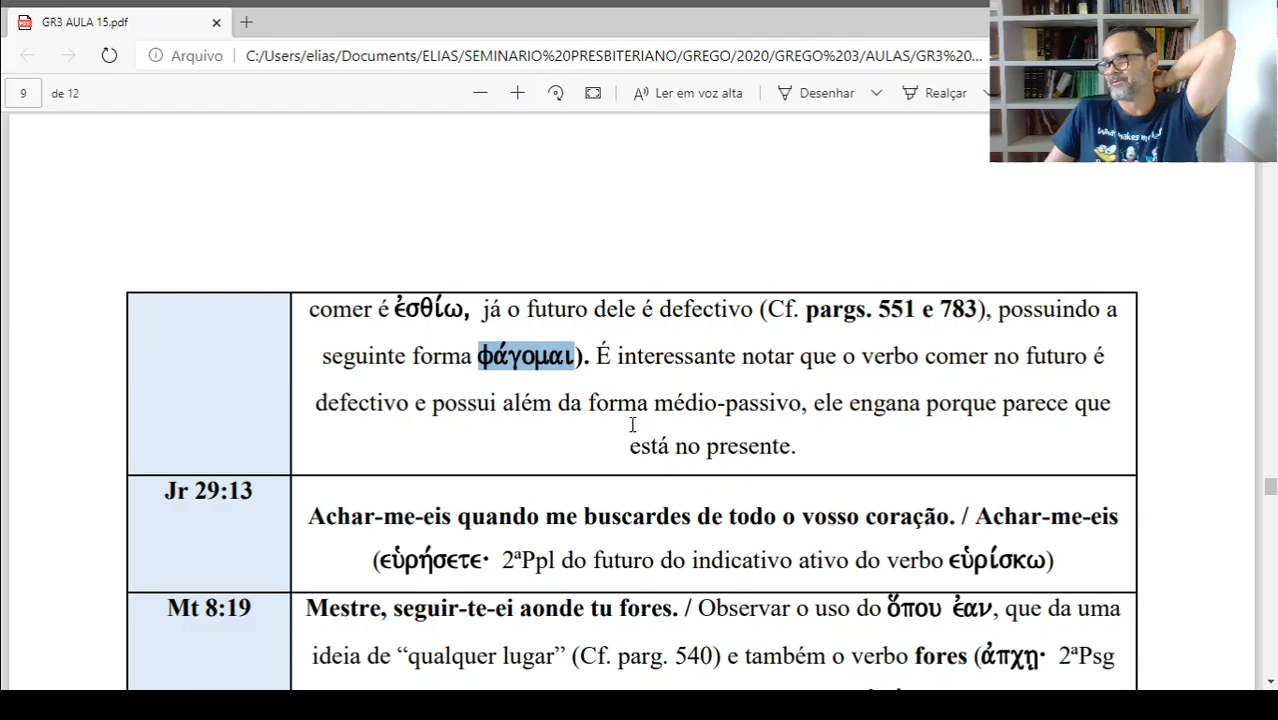 GR3 AULA 15.pdf
Arquivo C:/Users/elias/Documents/ELIAS/SEMINARIO%20PRESBITERIANO/GREGO/2020/GREGO%203/AULAS/GR3%20...
9 de 12 Ler em voz alta Desenhar Realçar
comer é ἐσθίω, já o futuro dele é defectivo (Cf. pargs. 551 e 783), possuindo a
seguinte forma φάγομαι). É interessante notar que o verbo comer no futuro é
defectivo e possui além da forma médio-passivo, ele engana porque parece que
está no presente.
Jr 29:13
Achar-me-eis quando me buscardes de todo o vosso coração. / Achar-me-eis
(εὑρήσετε· 2ªPpl do futuro do indicativo ativo do verbo εὑρίσκω)
Mt 8:19
Mestre, seguir-te-ei aonde tu fores. / Observar o uso do ὅπου ἐαν, que da uma
ideia de “qualquer lugar” (Cf. parg. 540) e também o verbo fores (ἀπχῃ· 2ªPsg